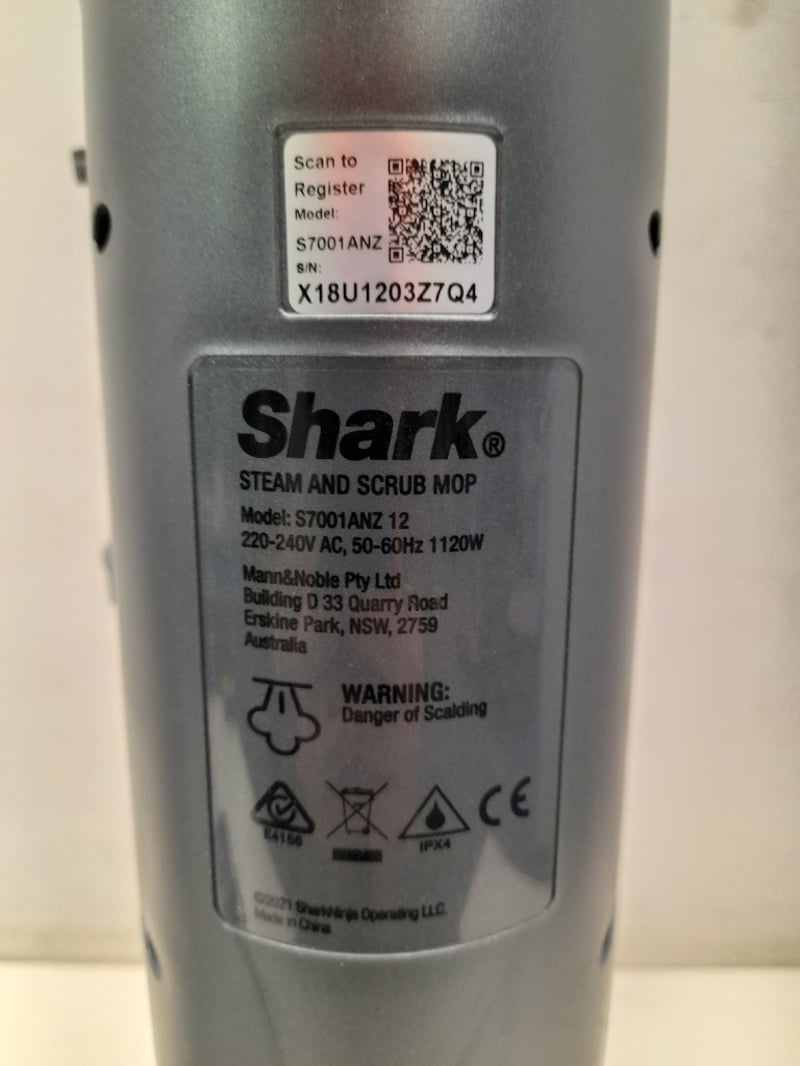 Scan to
Register
Model:
S7001ANZ
S/N:
X18U1203Z7Q4
Shark®
STEAM AND SCRUB MOP
Model: S7001ANZ 12
220-240V AC, 50-60Hz 1120W
Mann&Noble Pty Ltd
Building D 33 Quarry Road
Erskine Park, NSW, 2759
Australia
WARNING:
Danger of Scalding
E4156
IPX4
CE
©2021 SharkNinja Operating LLC.
Made in China